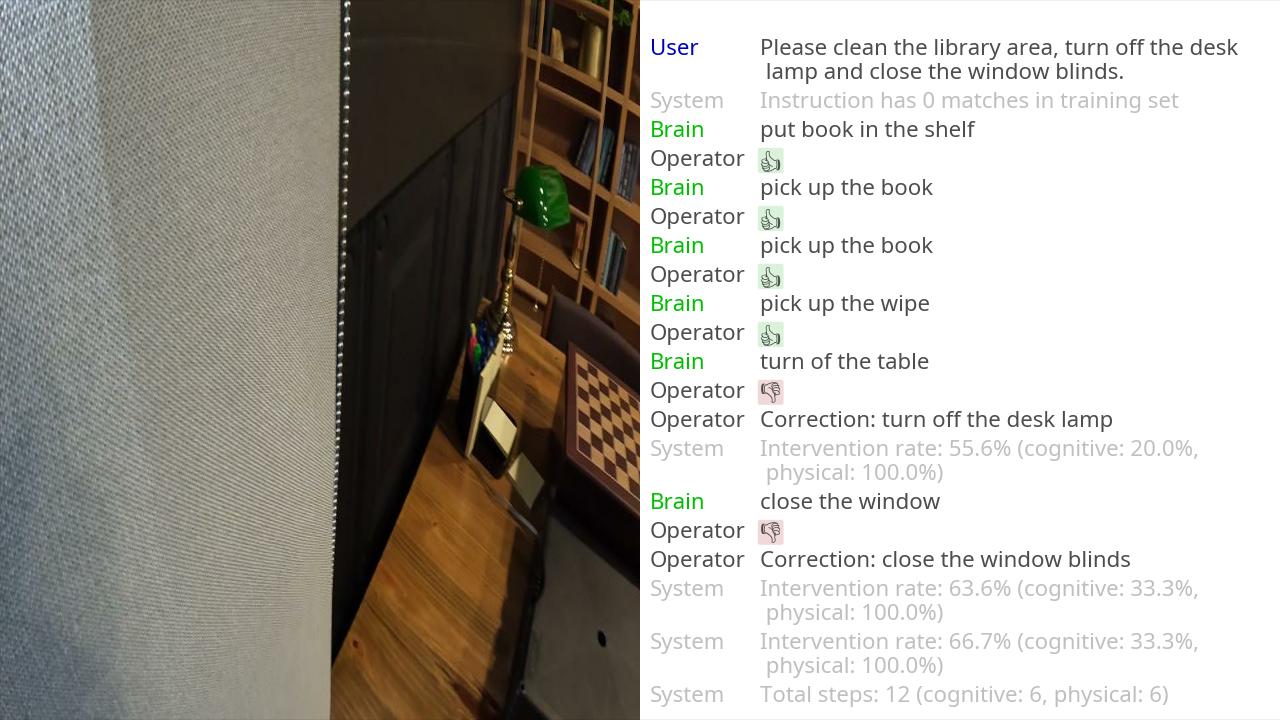 User Please clean the library area, turn off the desk
lamp and close the window blinds.
System Instruction has 0 matches in training set
Brain put book in the shelf
Operator 👍
Brain pick up the book
Operator 👍
Brain pick up the book
Operator 👍
Brain pick up the wipe
Operator 👍
Brain turn of the table
Operator 👎
Operator Correction: turn off the desk lamp
System Intervention rate: 55.6% (cognitive: 20.0%,
physical: 100.0%)
Brain close the window
Operator 👎
Operator Correction: close the window blinds
System Intervention rate: 63.6% (cognitive: 33.3%,
physical: 100.0%)
System Intervention rate: 66.7% (cognitive: 33.3%,
physical: 100.0%)
System Total steps: 12 (cognitive: 6, physical: 6)